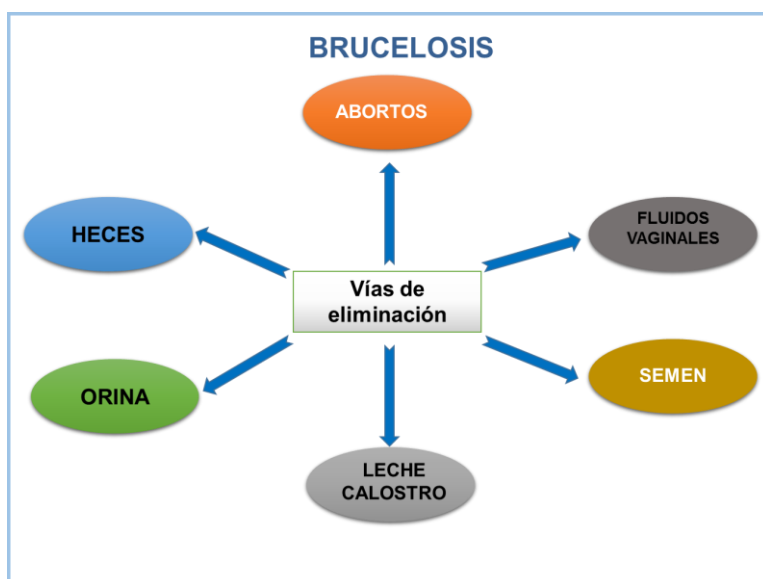 BRUCELOSIS
ABORTOS
HECES
FLUIDOS
VAGINALES
Vías de
eliminación
ORINA
SEMEN
LECHE
CALOSTRO